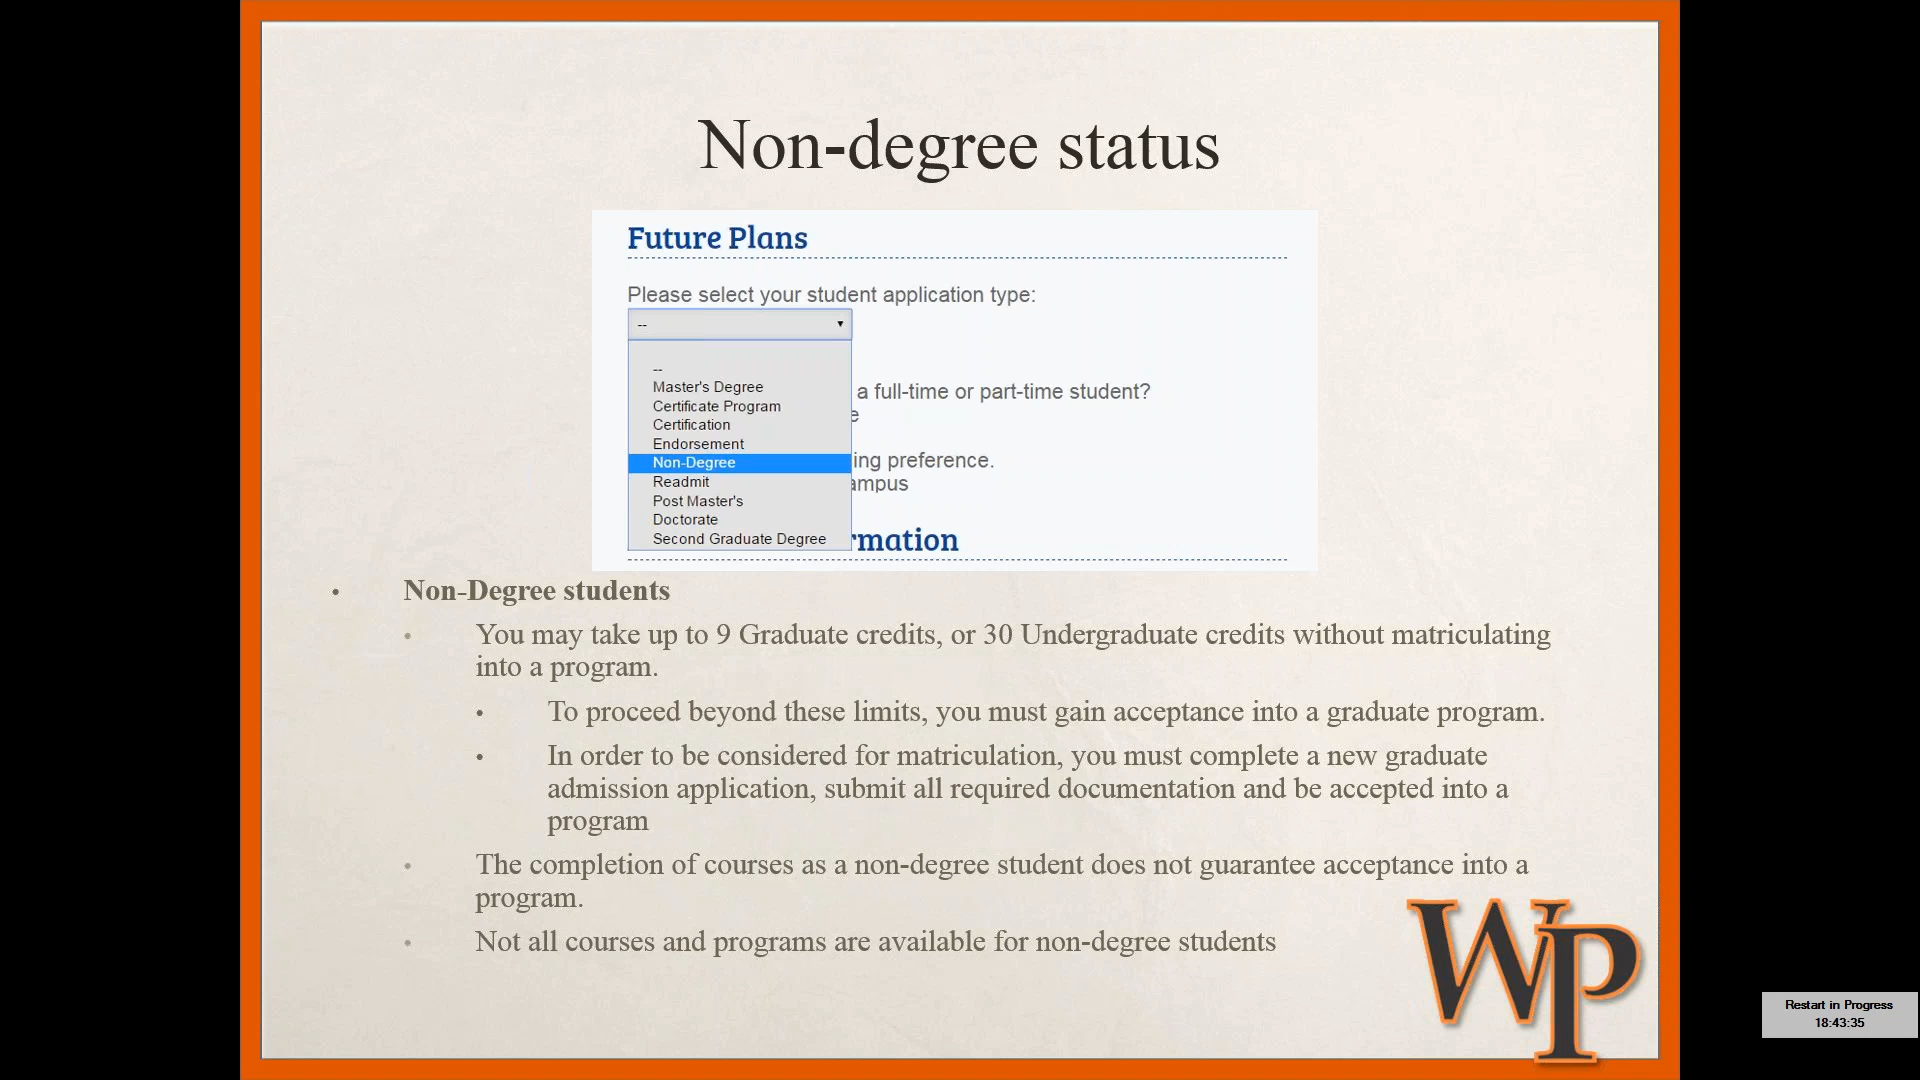 Non-degree status
Future Plans
Please select your student application type:
--
--
Master's Degree
a full-time or part-time student?
Certificate Program
e
Certification
Endorsement
Non-Degree
ing preference.
Readmit
ampus
Post Master's
Doctorate
Second Graduate Degree
rmation
• Non-Degree students
• You may take up to 9 Graduate credits, or 30 Undergraduate credits without matriculating
into a program.
• To proceed beyond these limits, you must gain acceptance into a graduate program.
• In order to be considered for matriculation, you must complete a new graduate
admission application, submit all required documentation and be accepted into a
program
• The completion of courses as a non-degree student does not guarantee acceptance into a
program.
• Not all courses and programs are available for non-degree students
WP
Restart in Progress
18:43:35